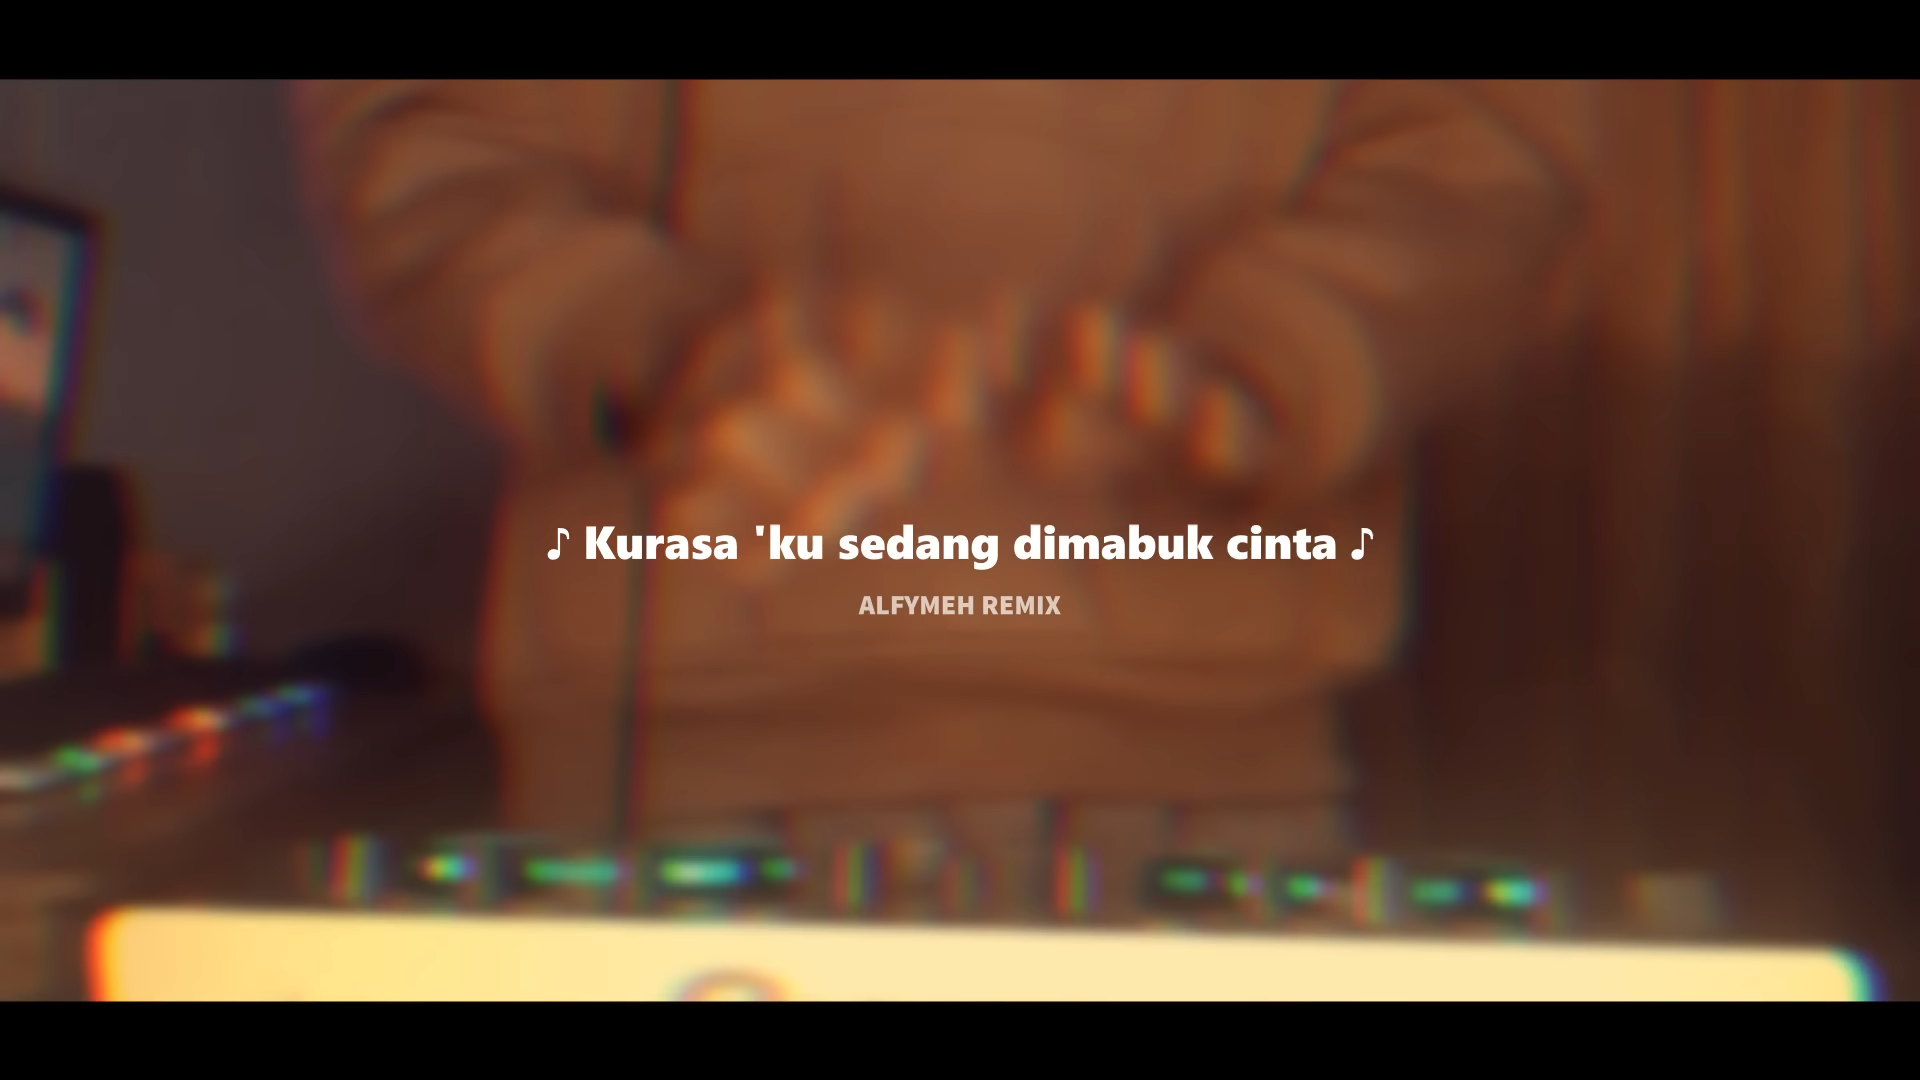 ♪ Kurasa 'ku sedang dimabuk cinta ♪
ALFYMEH REMIX